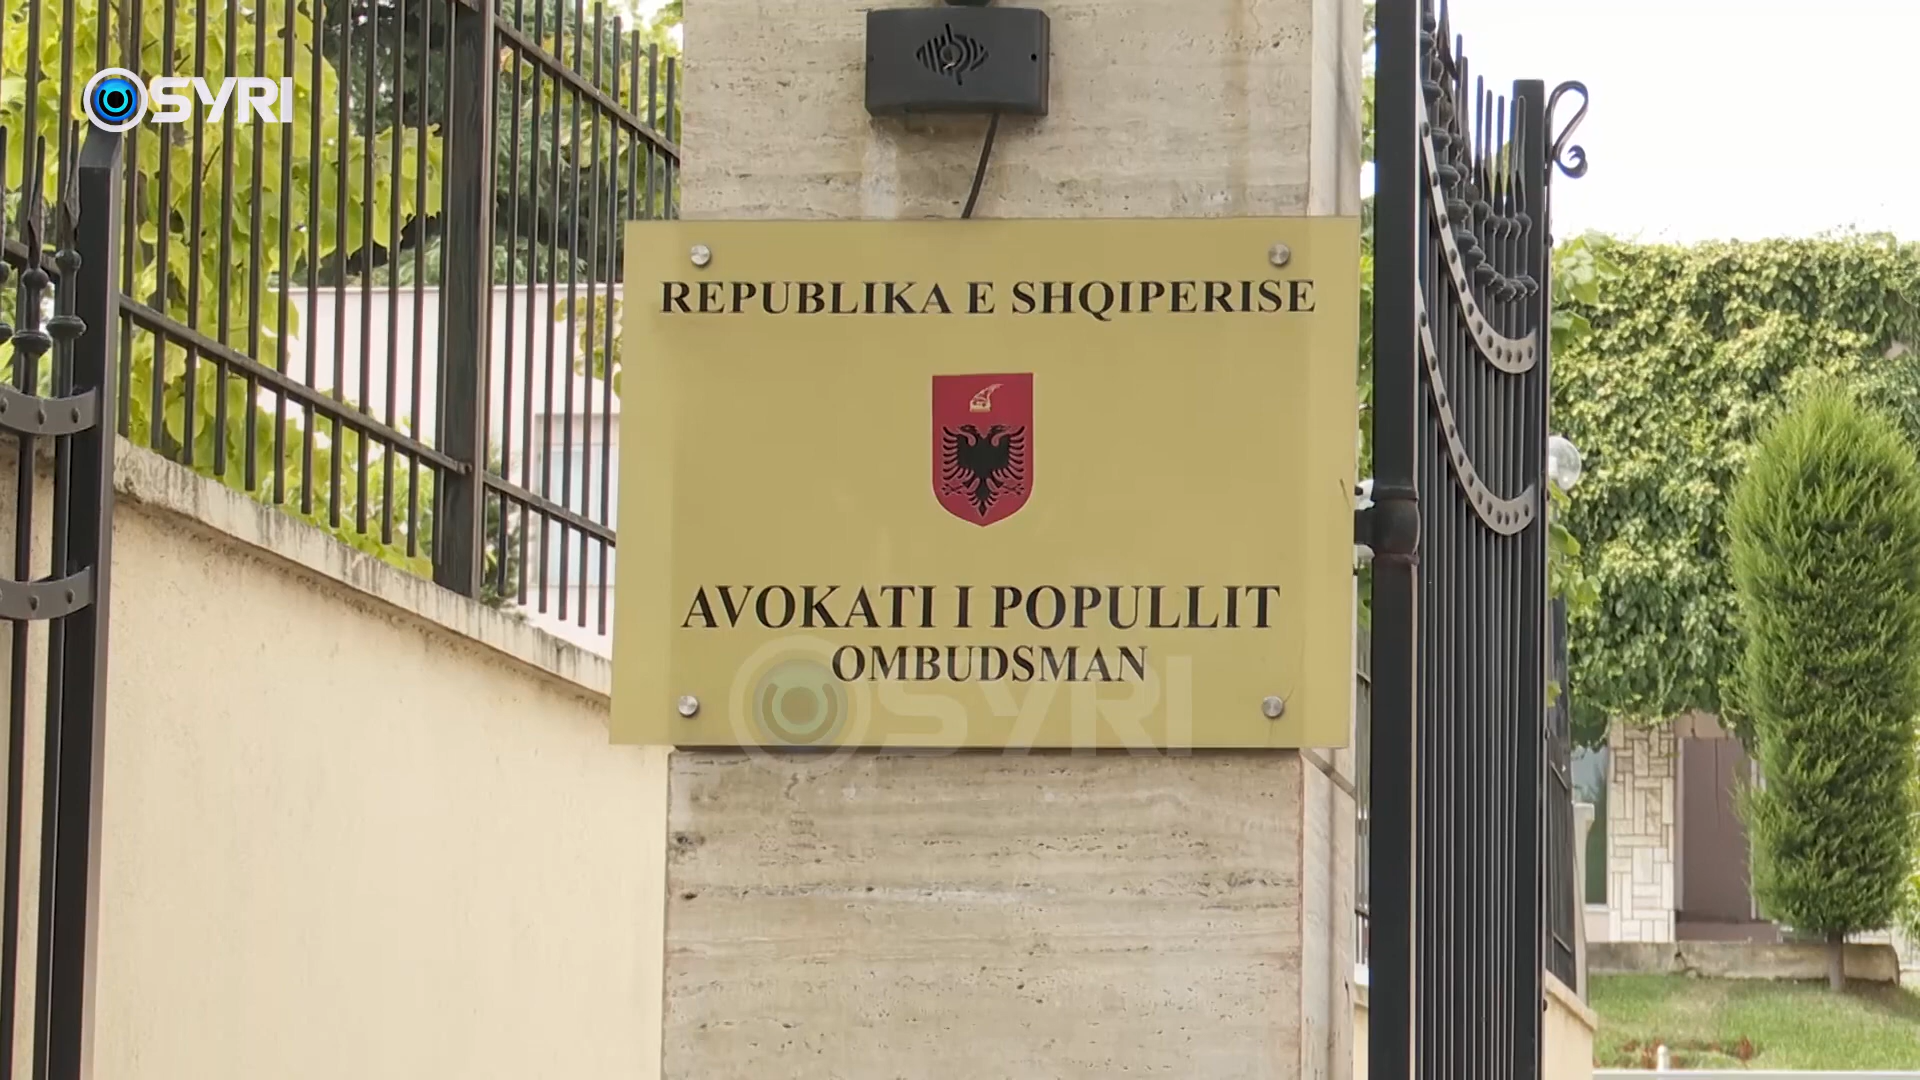 SYRI
REPUBLIKA E SHQIPERISE
AVOKATI I POPULLIT
OMBUDSMAN
SYRI